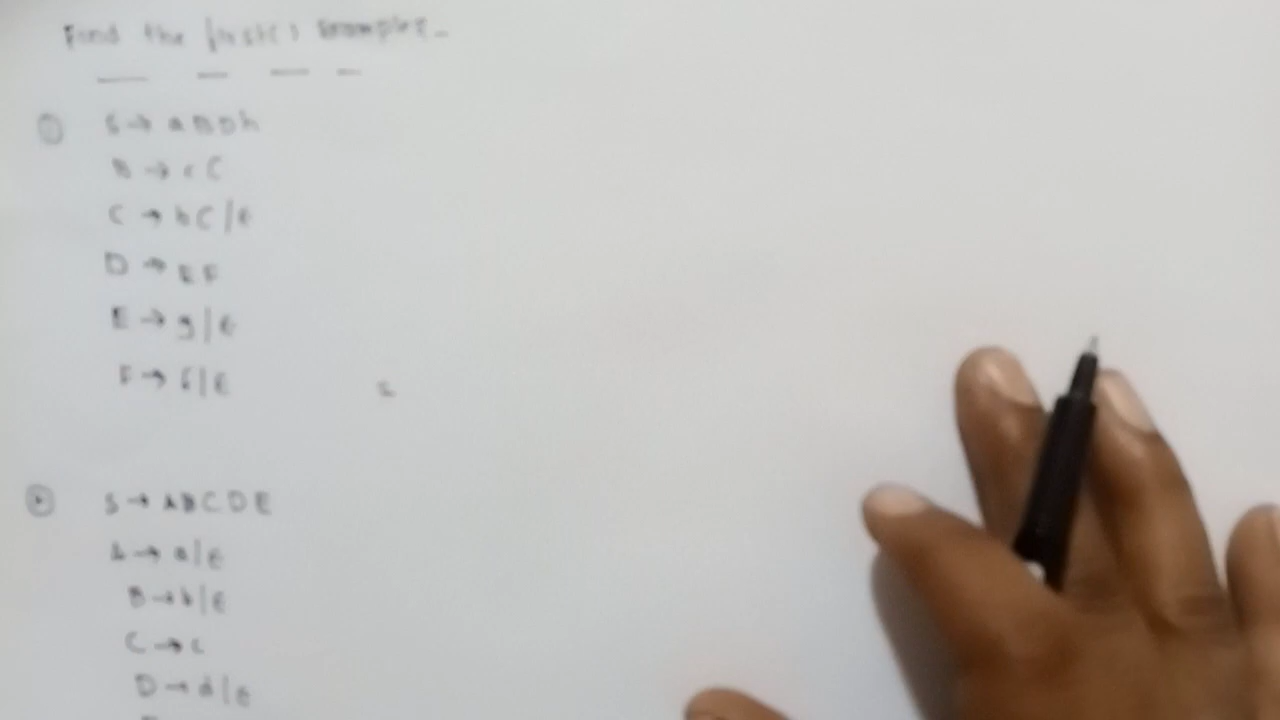 Find the first() Examples-
① S → aBDh
B → cC
C → bC/ε
D → EF
E → g/ε
F → f/ε
② S → ABCDE
A → a/ε
B → b/ε
C → c
D → d/ε